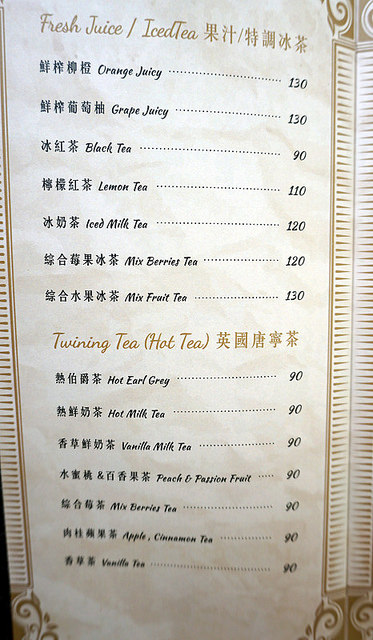 Fresh Juice / IcedTea 果汁/特調冰茶
鮮榨柳橙 Orange Juicy 130
鮮榨葡萄柚 Grape Juicy 130
冰紅茶 Black Tea 90
檸檬紅茶 Lemon Tea 110
冰奶茶 Iced Milk Tea 120
綜合莓果冰茶 Mix Berries Tea 120
綜合水果冰茶 Mix Fruit Tea 130
Twining Tea (Hot Tea) 英國唐寧茶
熱伯爵茶 Hot Earl Grey 90
熱鮮奶茶 Hot Milk Tea 90
香草鮮奶茶 Vanilla Milk Tea 90
水蜜桃 &百香果茶 Peach & Passion Fruit 90
綜合莓茶 Mix Berries Tea 90
肉桂蘋果茶 Apple , Cinnamon Tea 90
香草茶 Vanilla Tea 90